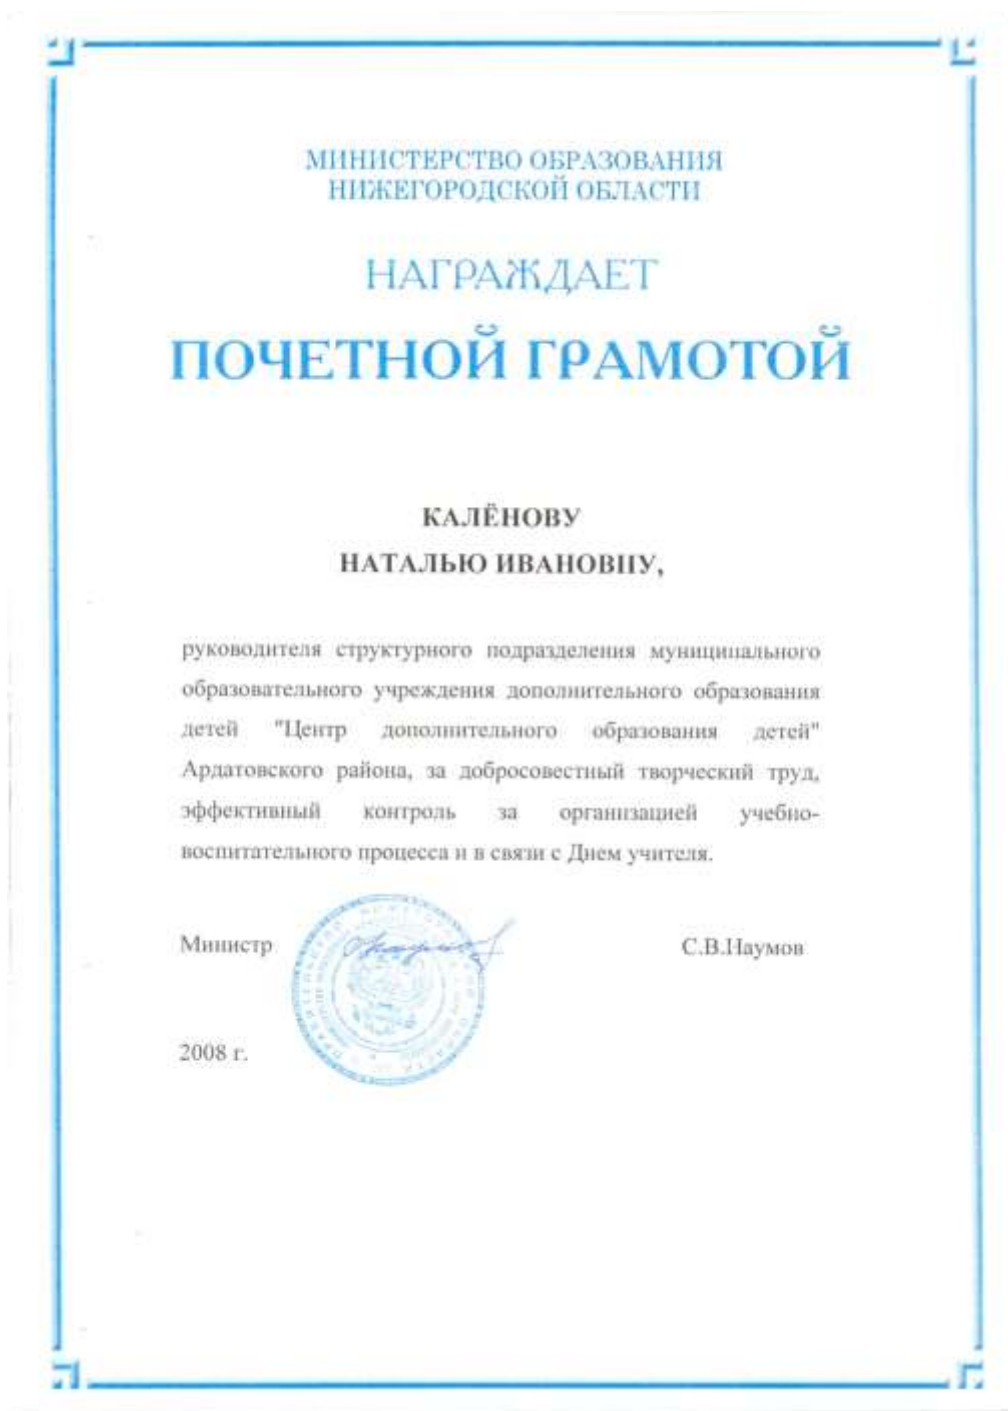 МИНИСТЕРСТВО ОБРАЗОВАНИЯ
НИЖЕГОРОДСКОЙ ОБЛАСТИ
НАГРАЖДАЕТ
ПОЧЕТНОЙ ГРАМОТОЙ
КАЛЁНОВУ
НАТАЛЬЮ ИВАНОВНУ,
руководителя структурного подразделения муниципального
образовательного учреждения дополнительного образования
детей "Центр дополнительного образования детей"
Ардатовского района, за добросовестный творческий труд,
эффективный контроль за организацией учебно-
воспитательного процесса и в связи с Днем учителя.
Министр С.В.Наумов
2008 г.